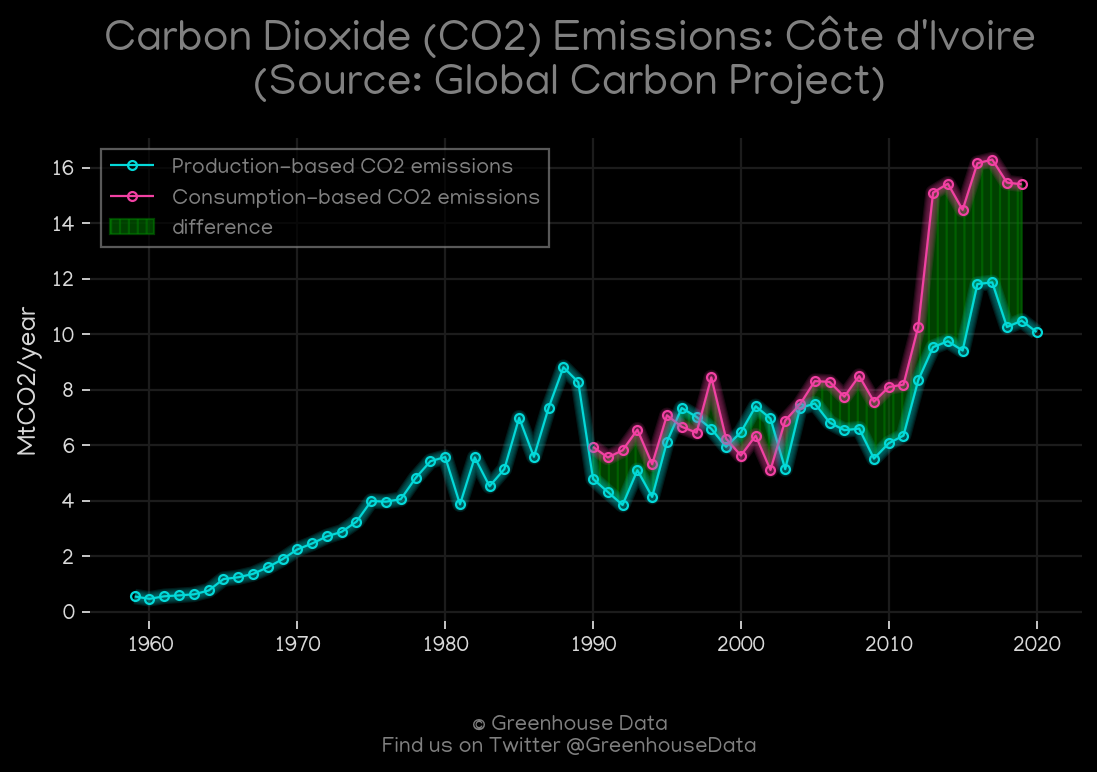 Carbon Dioxide (CO2) Emissions: Côte d'Ivoire
(Source: Global Carbon Project)
Production-based CO2 emissions
Consumption-based CO2 emissions
difference
MtCO2/year
16
14
12
10
8
6
4
2
0
1960 1970 1980 1990 2000 2010 2020
© Greenhouse Data
Find us on Twitter @GreenhouseData